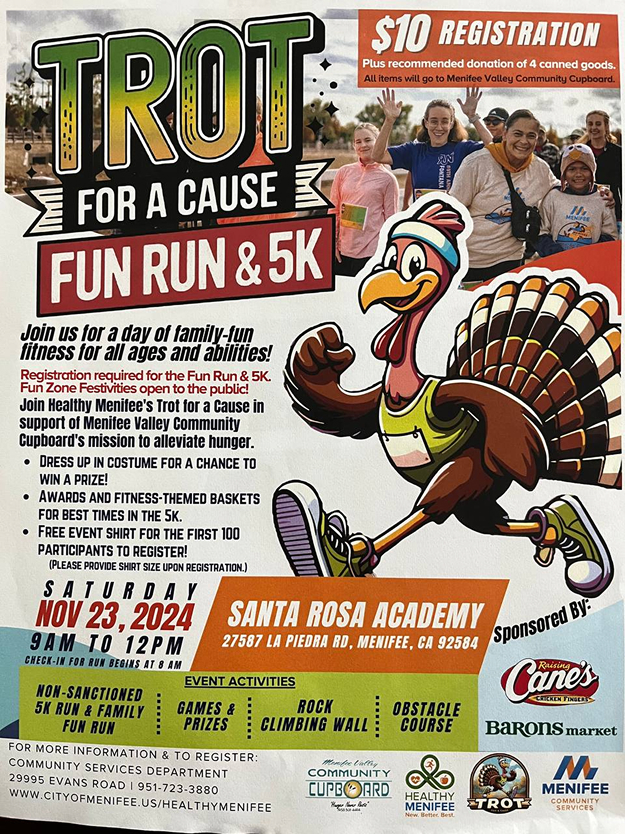 TROT
FOR A CAUSE
FUN RUN & 5K
$10 REGISTRATION
Plus recommended donation of 4 canned goods.
All items will go to Menifee Valley Community Cupboard.
MENIFEE
Join us for a day of family-fun
fitness for all ages and abilities!
Registration required for the Fun Run & 5K.
Fun Zone Festivities open to the public!
Join Healthy Menifee's Trot for a Cause in
support of Menifee Valley Community
Cupboard's mission to alleviate hunger.
• DRESS UP IN COSTUME FOR A CHANCE TO
WIN A PRIZE!
• AWARDS AND FITNESS-THEMED BASKETS
FOR BEST TIMES IN THE 5K.
• FREE EVENT SHIRT FOR THE FIRST 100
PARTICIPANTS TO REGISTER!
(PLEASE PROVIDE SHIRT SIZE UPON REGISTRATION.)
SATURDAY
NOV 23, 2024
9AM TO 12PM
CHECK-IN FOR RUN BEGINS AT 8 AM
SANTA ROSA ACADEMY
27587 LA PIEDRA RD, MENIFEE, CA 92584
Sponsored By:
Raising
Cane's
CHICKEN FINGERS
BARONS market
EVENT ACTIVITIES
NON-SANCTIONED
5K RUN & FAMILY
FUN RUN
GAMES &
PRIZES
ROCK
CLIMBING WALL
OBSTACLE
COURSE
FOR MORE INFORMATION & TO REGISTER:
COMMUNITY SERVICES DEPARTMENT
29995 EVANS ROAD | 951-723-3880
WWW.CITYOFMENIFEE.US/HEALTHYMENIFEE
Menifee Valley
COMMUNITY
CUPBOARD
HEALTHY
MENIFEE
New. Better. Best.
TROT
MENIFEE
COMMUNITY
SERVICES